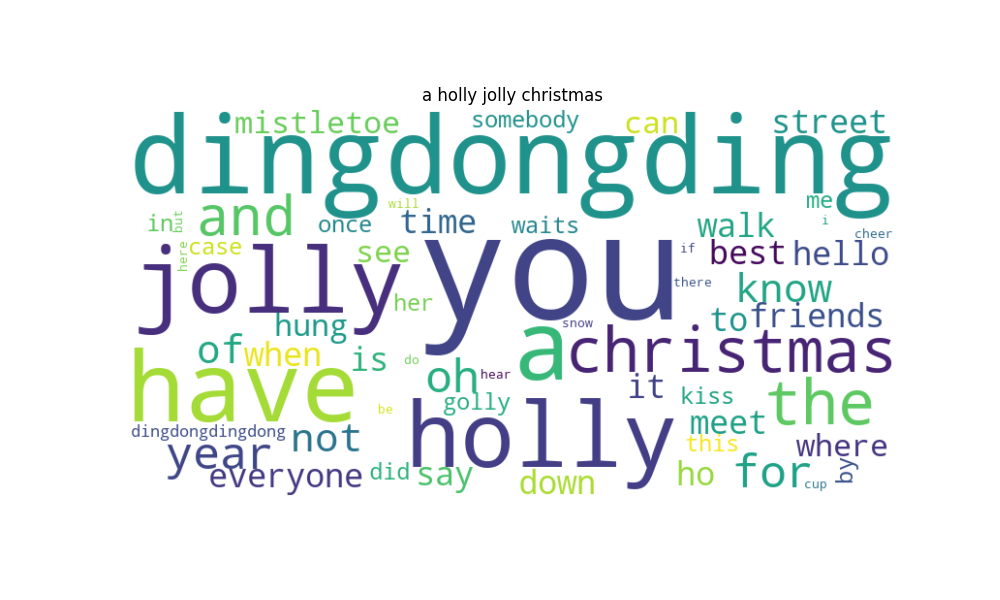 a holly jolly christmas
mistletoe somebody can street
dingdongding
and in but once will time waits walk me i cheer
here case see jolly you if best hello
her there know
hung snow to friends
of when is a christmas
do oh hear it kiss the
have be golly holly meet
dingdongdingdong not this where
year everyone did say down ho for cup by